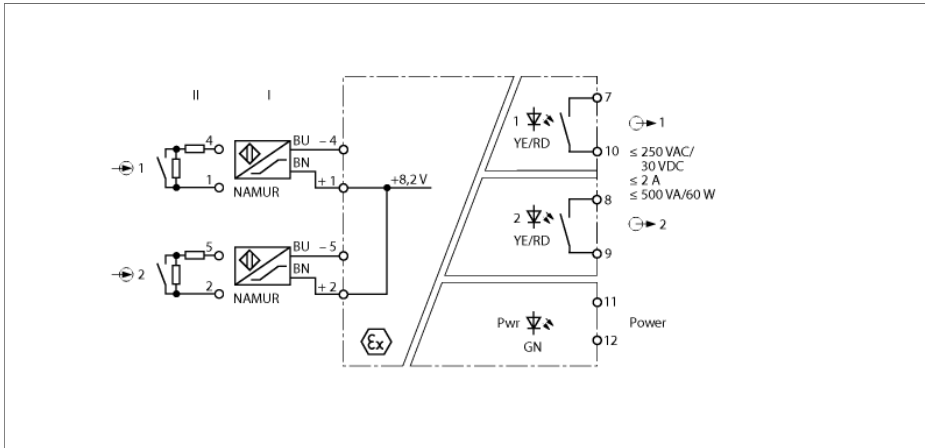 II I
1
4
1
BU – 4
BN
+ 1
NAMUR
+8,2 V
2
5
2
BU – 5
BN
+ 2
NAMUR
Ex
1
YE/RD
7
10
1
≤ 250 VAC/
30 VDC
≤ 2 A
≤ 500 VA/60 W
2
YE/RD
8
9
2
Pwr
GN
11
12
Power